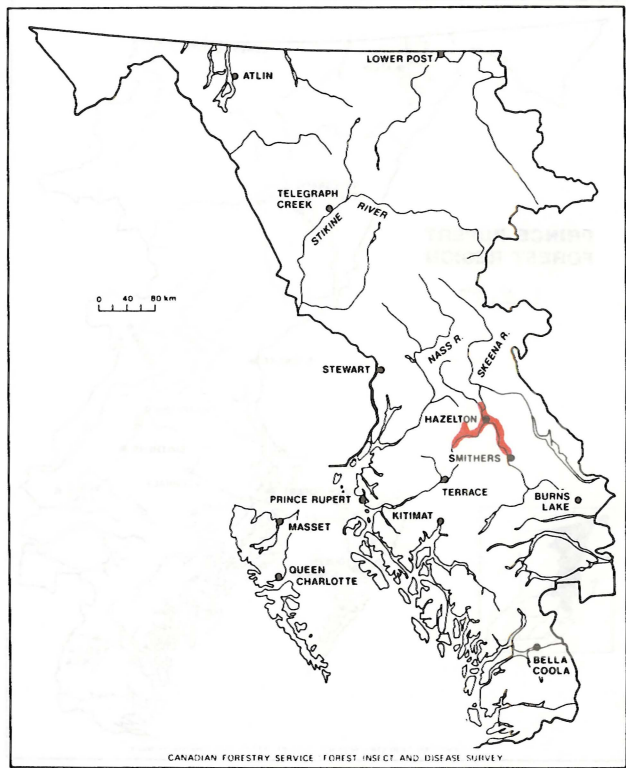 LOWER POST
ATLIN
TELEGRAPH
CREEK
STIKINE RIVER
0 40 80 km
NASS R.
SKEENA R.
STEWART
HAZELTON
SMITHERS
TERRACE
PRINCE RUPERT
KITIMAT
BURNS
LAKE
MASSET
QUEEN
CHARLOTTE
BELLA
COOLA
CANADIAN FORESTRY SERVICE FOREST INSECT AND DISEASE SURVEY